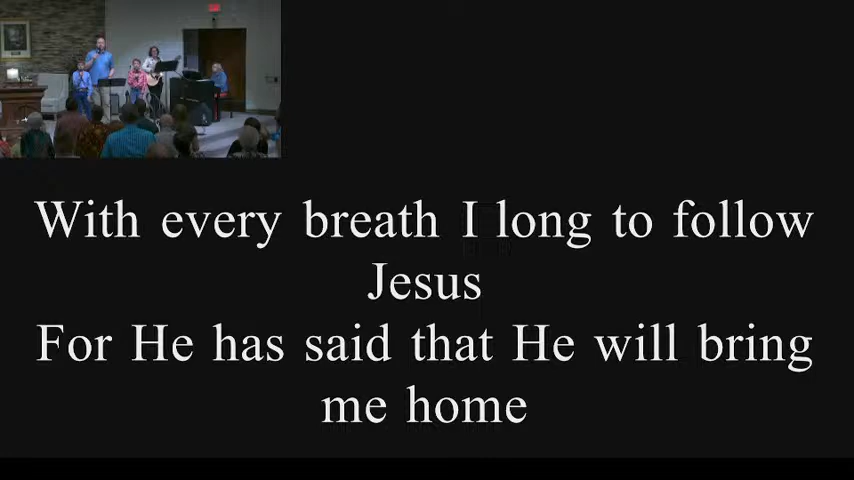 With every breath I long to follow
Jesus
For He has said that He will bring
me home